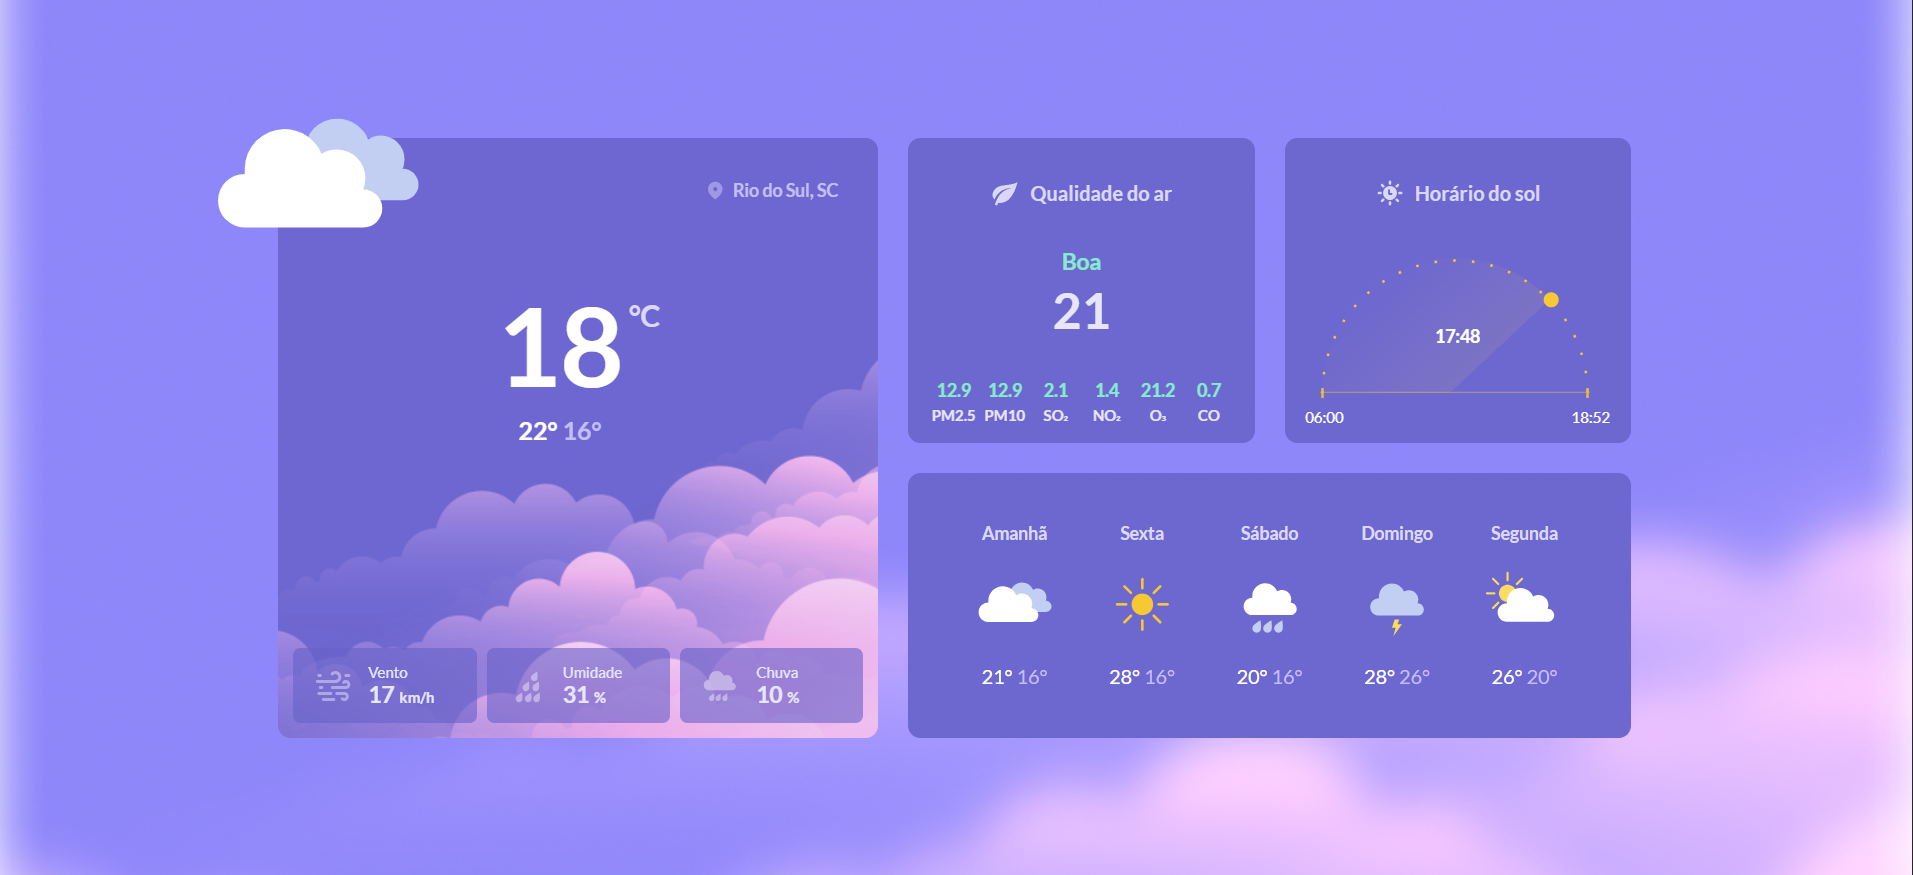 Rio do Sul, SC
18 °C
22° 16°
Vento
17 km/h
Umidade
31 %
Chuva
10 %
Qualidade do ar
Boa
21
12.9 12.9 2.1 1.4 21.2 0.7
PM2.5 PM10 SO₂ NO₂ O₃ CO
Horário do sol
17:48
06:00 18:52
Amanhã Sexta Sábado Domingo Segunda
21° 16° 28° 16° 20° 16° 28° 26° 26° 20°